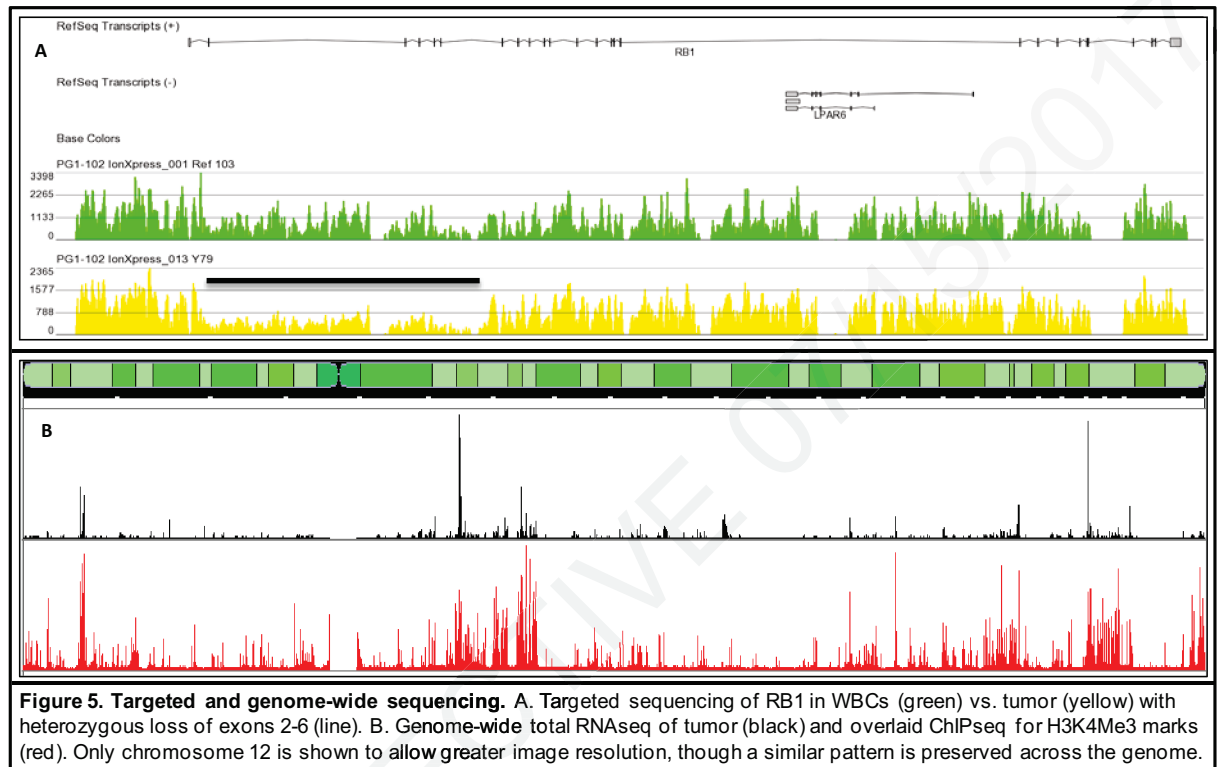 RefSeq Transcripts (+)
A
RB1
RefSeq Transcripts (-)
LPAR6
Base Colors
PG1-102 IonXpress_001 Ref 103
3398
2265
1133
0
PG1-102 IonXpress_013 Y79
2365
1577
788
0
B
Figure 5. Targeted and genome-wide sequencing. A. Targeted sequencing of RB1 in WBCs (green) vs. tumor (yellow) with
heterozygous loss of exons 2-6 (line). B. Genome-wide total RNAseq of tumor (black) and overlaid ChIPseq for H3K4Me3 marks
(red). Only chromosome 12 is shown to allow greater image resolution, though a similar pattern is preserved across the genome.
CTIVE 07/15/2017